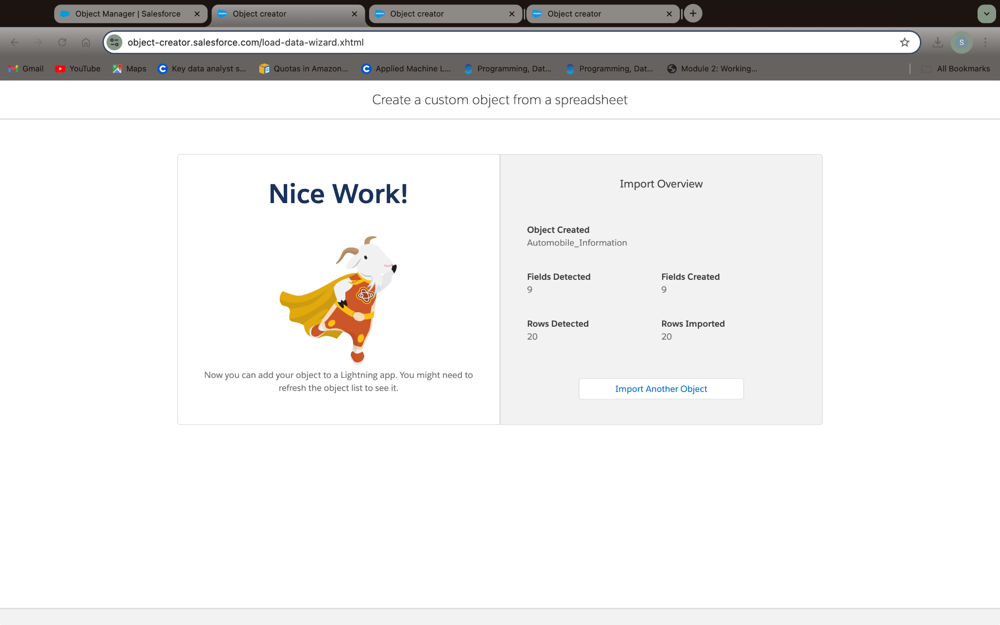 Object Manager | Salesforce
Object creator
Object creator
Object creator
object-creator.salesforce.com/load-data-wizard.xhtml
S
Gmail
YouTube
Maps
Key data analyst s...
Quotas in Amazon...
Applied Machine L...
Programming, Dat...
Programming, Dat...
Module 2: Working...
All Bookmarks
Create a custom object from a spreadsheet
Nice Work!
Now you can add your object to a Lightning app. You might need to
refresh the object list to see it.
Import Overview
Object Created
Automobile_Information
Fields Detected
9
Fields Created
9
Rows Detected
20
Rows Imported
20
Import Another Object